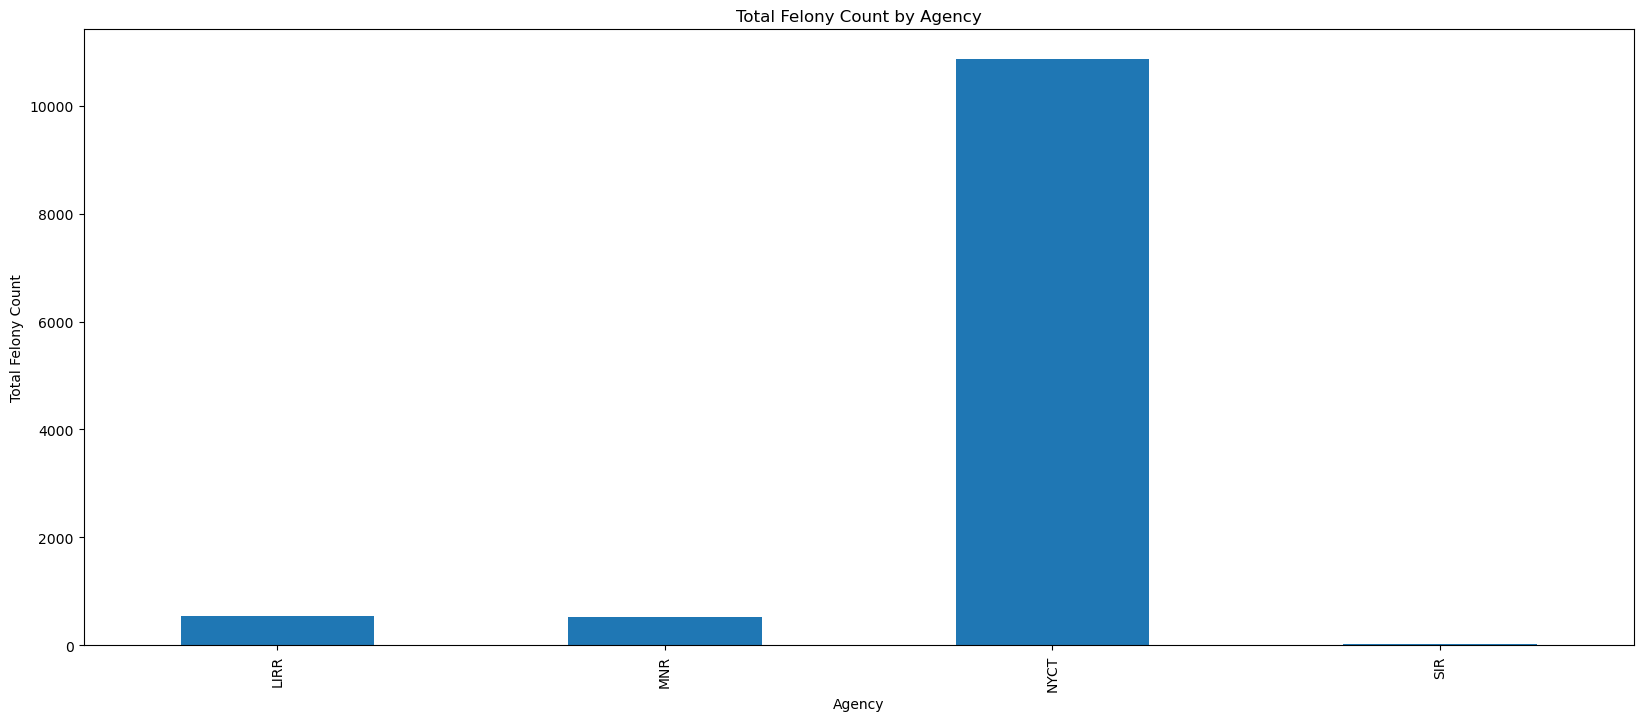 Total Felony Count by Agency
Total Felony Count
10000
8000
6000
4000
2000
0
LIRR
MNR
NYCT
SIR
Agency